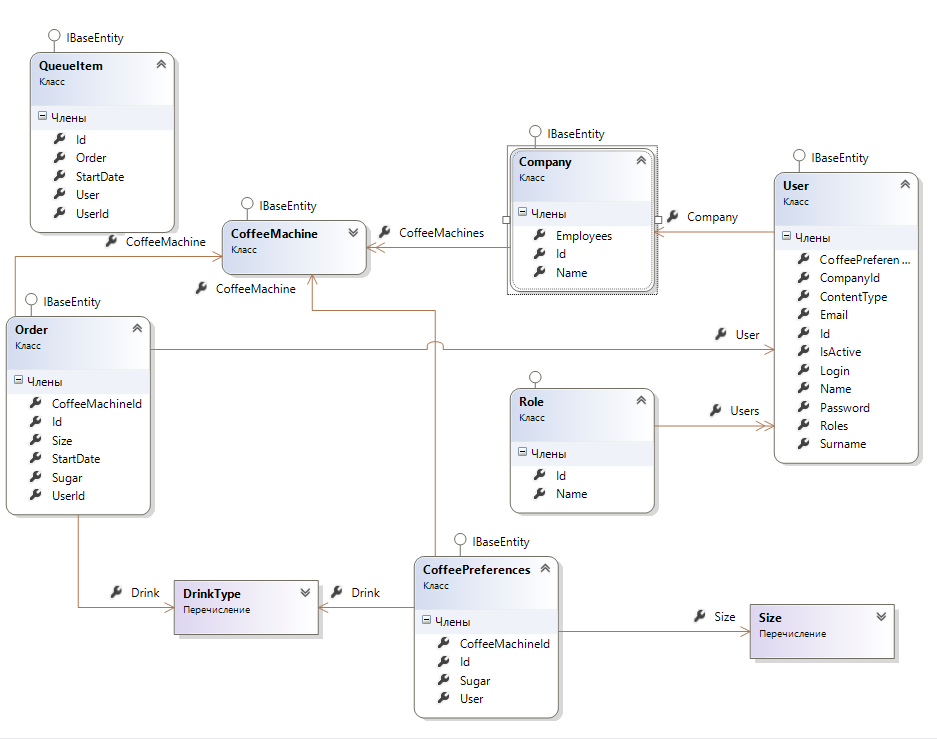 IBaseEntity
QueueItem
Класс
Члены
Id
Order
StartDate
User
UserId
IBaseEntity
Company
Класс
Члены
Employees
Id
Name
IBaseEntity
User
Класс
Члены
CoffeePreferen ...
CompanyId
ContentType
Email
Id
IsActive
Login
Name
Password
Roles
Surname
IBaseEntity
CoffeeMachine
Класс
CoffeeMachine
CoffeeMachines
Company
CoffeeMachine
IBaseEntity
Order
Класс
Члены
CoffeeMachineId
Id
Size
StartDate
Sugar
UserId
User
Role
Класс
Члены
Id
Name
Users
IBaseEntity
CoffeePreferences
Класс
Члены
CoffeeMachineId
Id
Sugar
User
Drink
DrinkType
Перечисление
Drink
Size
Size
Перечисление